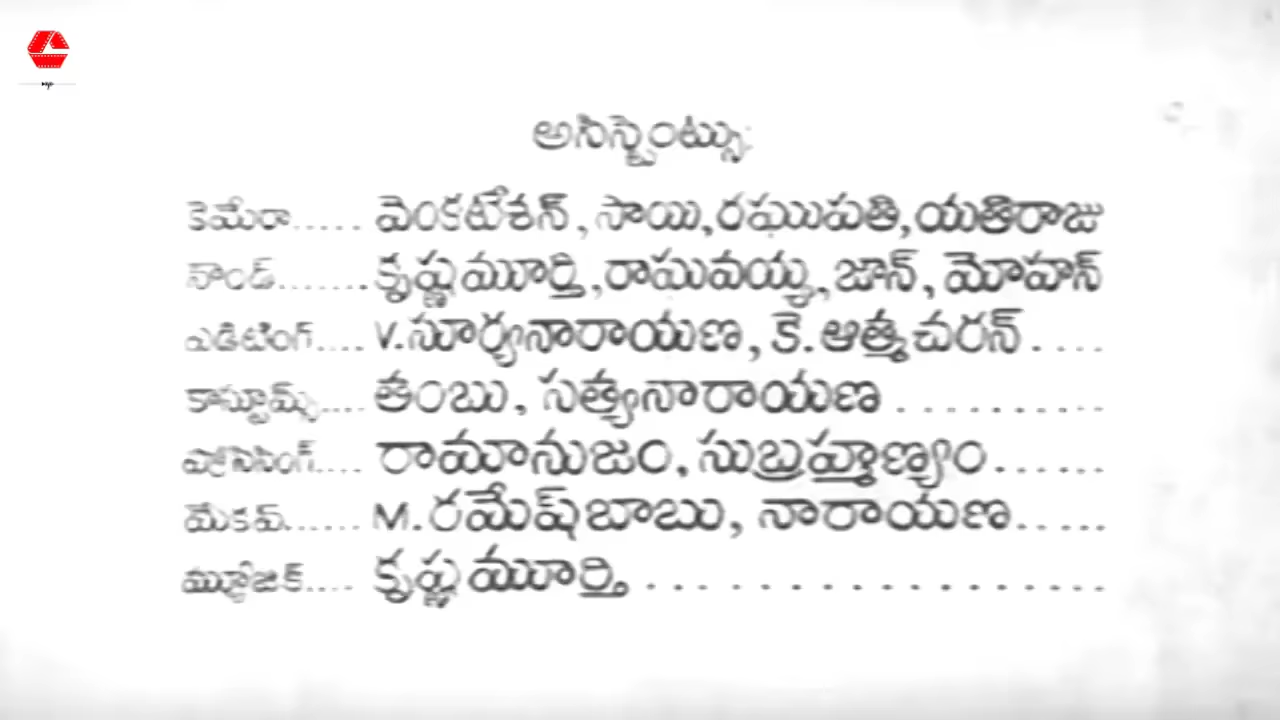 అసిస్టెంట్సు:
కెమేరా..... వెంకటేశన్, సాయి, రఘుపతి, యతిరాజు
సౌండ్....... కృష్ణమూర్తి, రాఘవయ్య, జాన్, మోహన్
ఎడిటింగ్.... V. సూర్యనారాయణ, కె. ఆత్మచరన్....
కాస్ట్యూమ్స్.... తంబు, సత్యనారాయణ..........
ప్రాసెసింగ్.... రామానుజం, సుబ్రహ్మణ్యం......
మేకప్...... M. రమేష్ బాబు, నారాయణ.....
మ్యూజిక్.... కృష్ణమూర్తి.................